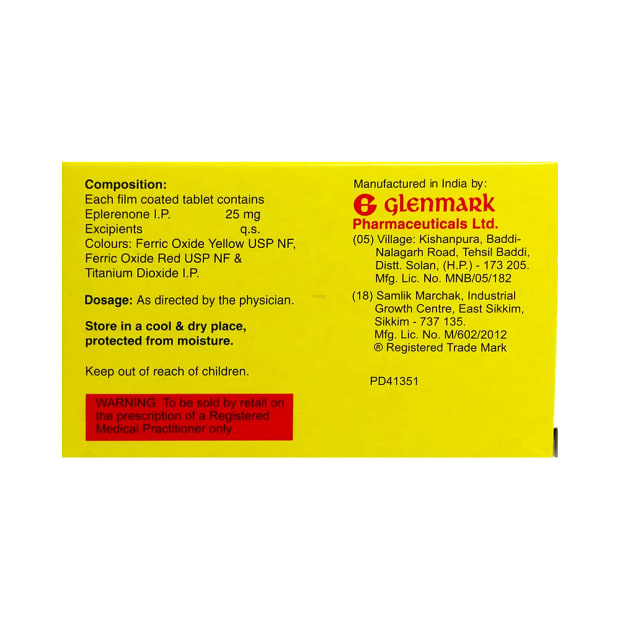 Composition:
Each film coated tablet contains
Eplerenone I.P. 25 mg
Excipients q.s.
Colours: Ferric Oxide Yellow USP NF,
Ferric Oxide Red USP NF &
Titanium Dioxide I.P.
Dosage: As directed by the physician.
Store in a cool & dry place,
protected from moisture.
Keep out of reach of children.
WARNING: To be sold by retail on
the prescription of a Registered
Medical Practitioner only.
Manufactured in India by:
glenmark
Pharmaceuticals Ltd.
(05) Village: Kishanpura, Baddi-
Nalagarh Road, Tehsil Baddi,
Distt. Solan, (H.P.) - 173 205.
Mfg. Lic. No. MNB/05/182
(18) Samlik Marchak, Industrial
Growth Centre, East Sikkim,
Sikkim - 737 135.
Mfg. Lic. No. M/602/2012
® Registered Trade Mark
PD41351